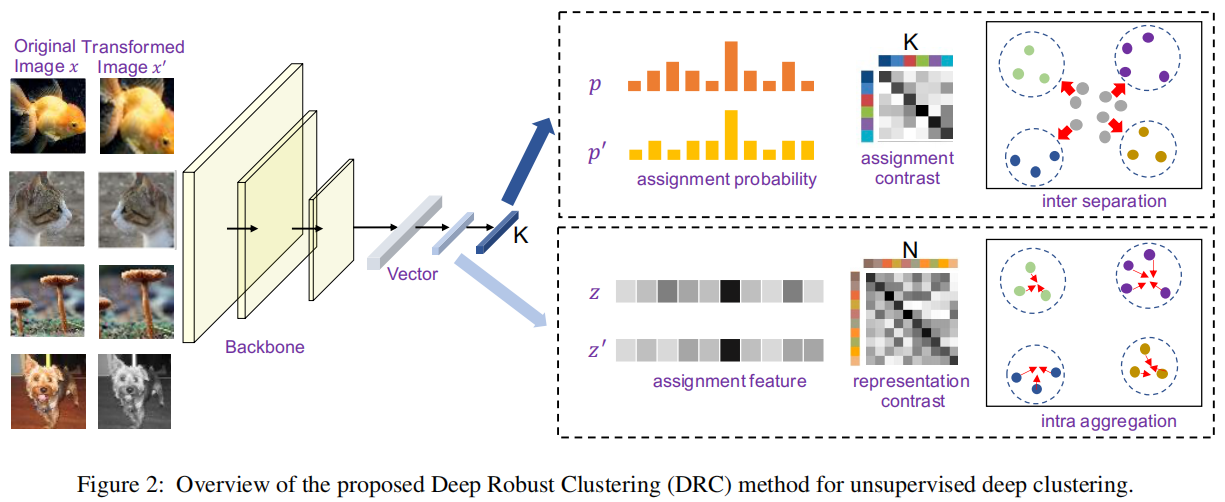 Original Transformed
Image x Image x′
Backbone
Vector
K
p
p′
assignment probability
K
assignment
contrast
inter separation
z
z′
assignment feature
N
representation
contrast
intra aggregation
Figure 2: Overview of the proposed Deep Robust Clustering (DRC) method for unsupervised deep clustering.